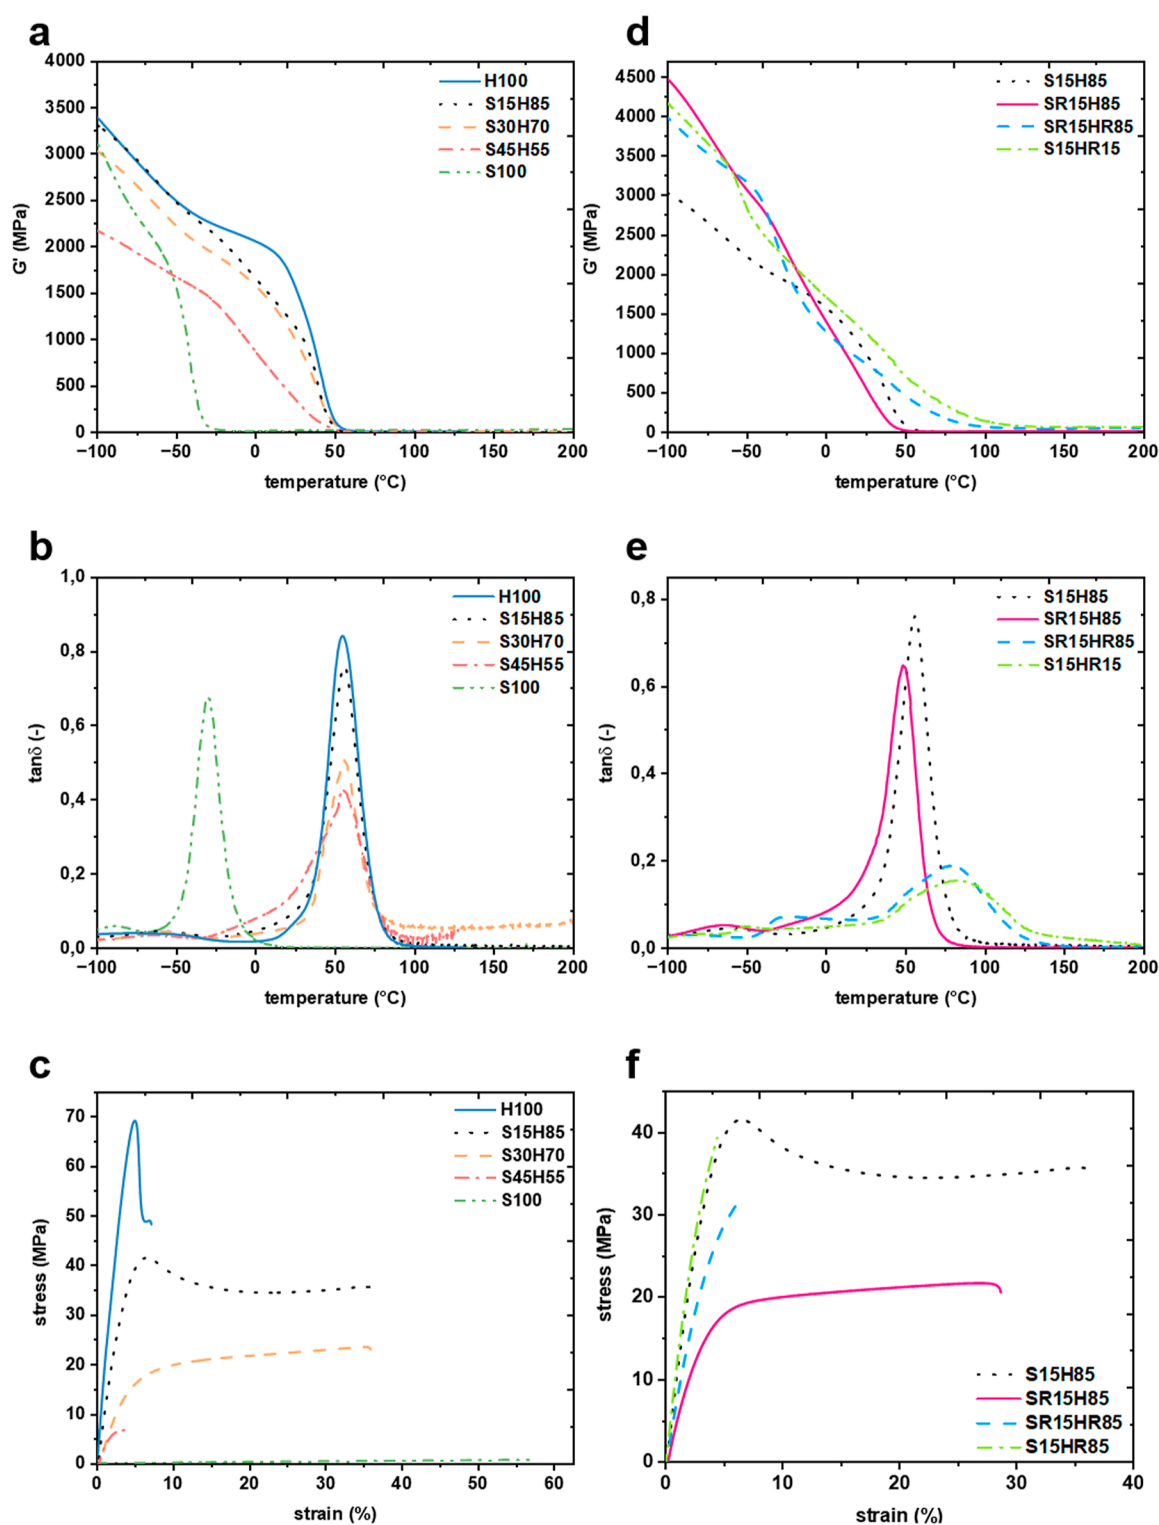 a
4000
3500
3000
2500
2000
1500
1000
500
0
G' (MPa)
−100 −50 0 50 100 150 200
temperature (°C)
H100
S15H85
S30H70
S45H55
S100
d
4500
4000
3500
3000
2500
2000
1500
1000
500
0
G' (MPa)
−100 −50 0 50 100 150 200
temperature (°C)
S15H85
SR15H85
SR15HR85
S15HR15
b
1,0
0,8
0,6
0,4
0,2
0,0
tanδ (-)
−100 −50 0 50 100 150 200
temperature (°C)
H100
S15H85
S30H70
S45H55
S100
e
0,8
0,6
0,4
0,2
0,0
tanδ (-)
−100 −50 0 50 100 150 200
temperature (°C)
S15H85
SR15H85
SR15HR85
S15HR15
c
70
60
50
40
30
20
10
0
stress (MPa)
0 10 20 30 40 50 60
strain (%)
H100
S15H85
S30H70
S45H55
S100
f
40
30
20
10
0
stress (MPa)
0 10 20 30 40
strain (%)
S15H85
SR15H85
SR15HR85
S15HR85